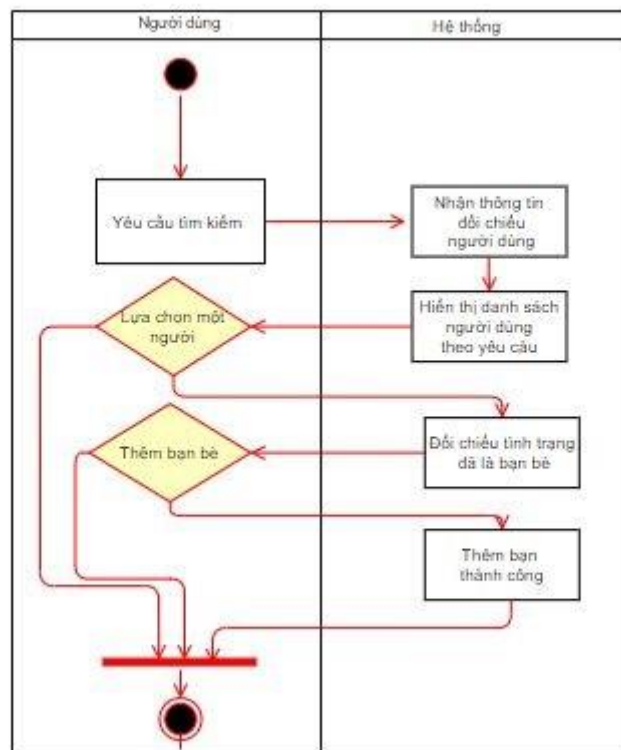 Người dùng
Hệ thống
Yêu cầu tìm kiếm
Nhận thông tin
đối chiếu
người dùng
Hiển thị danh sách
người dùng
theo yêu cầu
Lựa chọn một
người
Đối chiếu tình trạng
đã là bạn bè
Thêm bạn bè
Thêm bạn
thành công